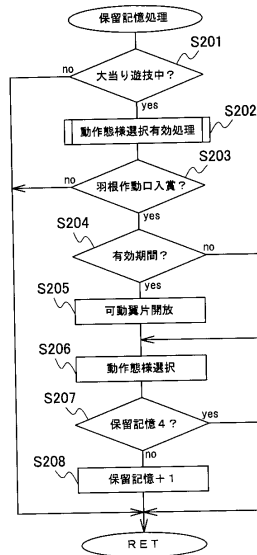 保留記憶処理
S201
大当り遊技中?
no
yes
S202
動作態様選択有効処理
S203
羽根作動口入賞?
no
yes
S204
有効期間?
no
yes
S205
可動翼片開放
S206
動作態様選択
S207
保留記憶4?
yes
no
S208
保留記憶+1
RET